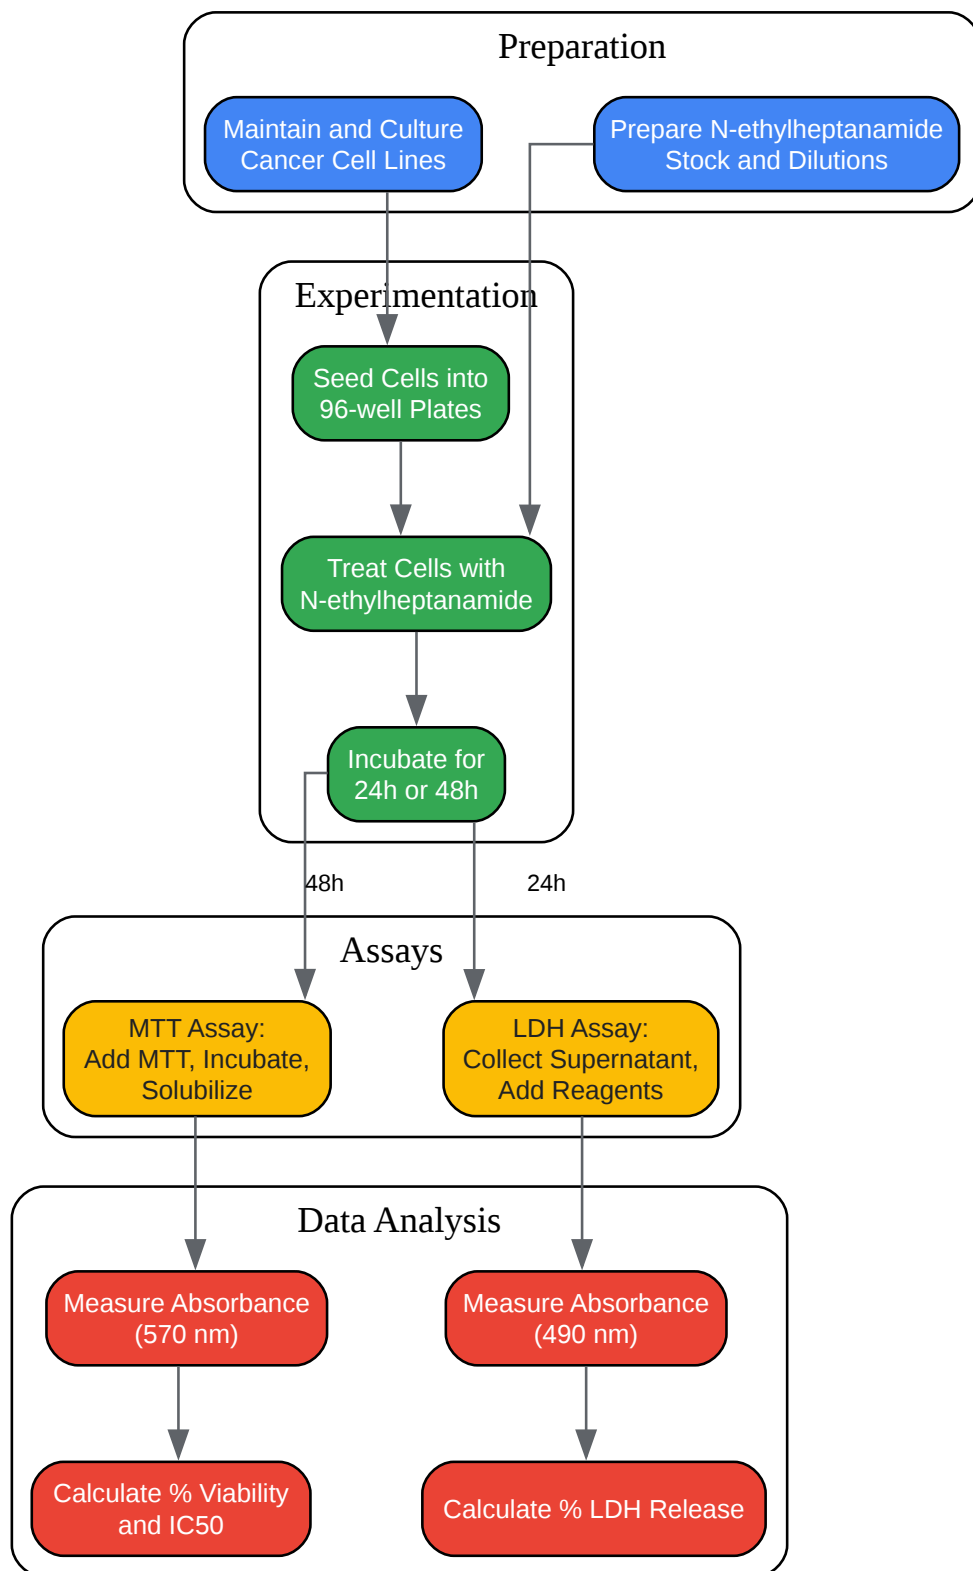 Preparation
Maintain and Culture
Cancer Cell Lines
Prepare N-ethylheptanamide
Stock and Dilutions
Experimentation
Seed Cells into
96-well Plates
Treat Cells with
N-ethylheptanamide
Incubate for
24h or 48h
48h
24h
Assays
MTT Assay:
Add MTT, Incubate,
Solubilize
LDH Assay:
Collect Supernatant,
Add Reagents
Data Analysis
Measure Absorbance
(570 nm)
Measure Absorbance
(490 nm)
Calculate % Viability
and IC50
Calculate % LDH Release